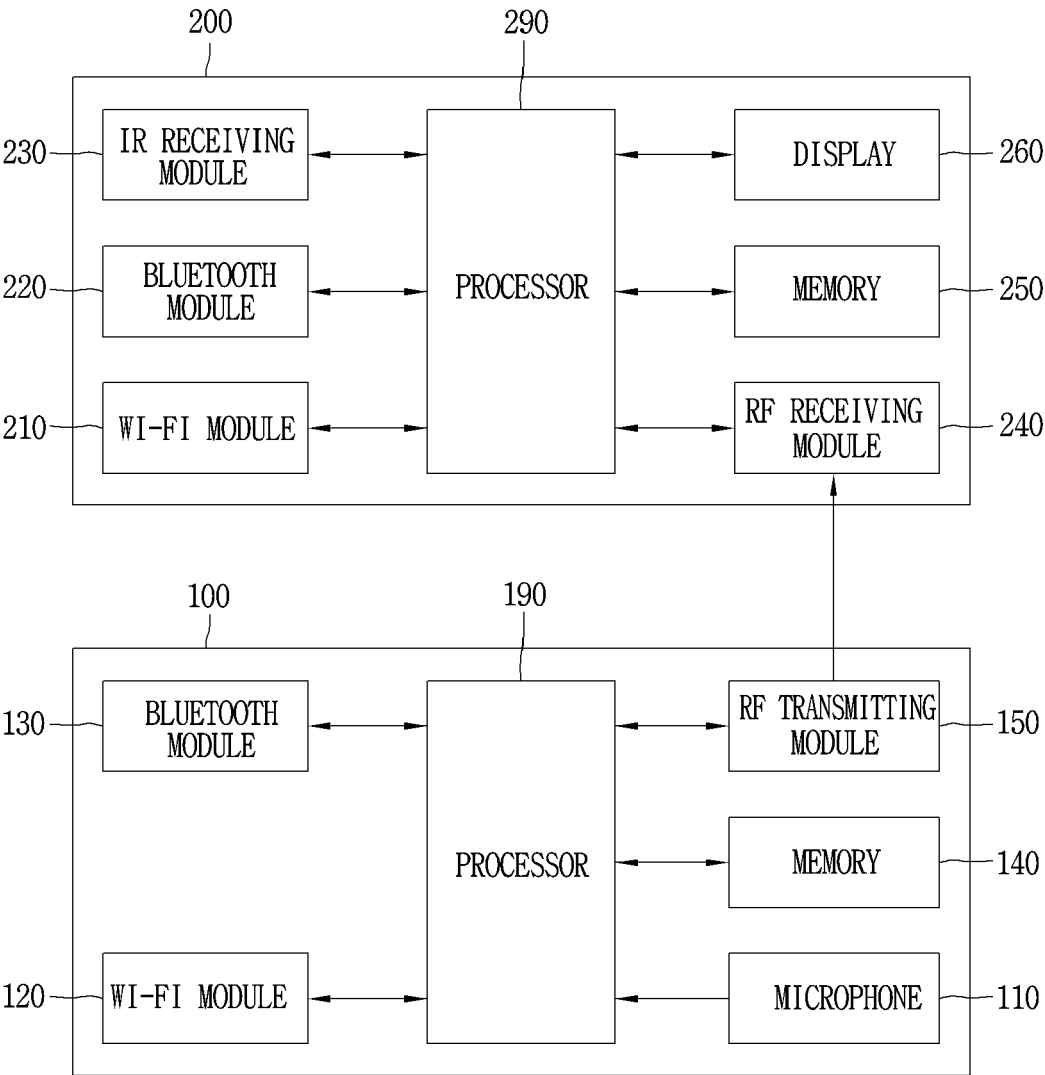 200
290
230
IR RECEIVING
MODULE
DISPLAY
260
220
BLUETOOTH
MODULE
PROCESSOR
MEMORY
250
210
WI-FI MODULE
RF RECEIVING
MODULE
240
100
190
130
BLUETOOTH
MODULE
RF TRANSMITTING
MODULE
150
PROCESSOR
MEMORY
140
120
WI-FI MODULE
MICROPHONE
110